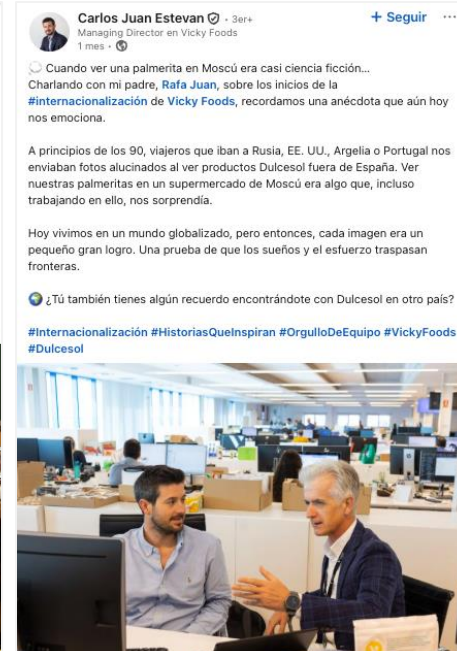 Carlos Juan Estevan · 3er+
+ Seguir ...
Managing Director en Vicky Foods
1 mes ·
💭 Cuando ver una palmerita en Moscú era casi ciencia ficción...
Charlando con mi padre, Rafa Juan, sobre los inicios de la
#internacionalización de Vicky Foods, recordamos una anécdota que aún hoy
nos emociona.
A principios de los 90, viajeros que iban a Rusia, EE. UU., Argelia o Portugal nos
enviaban fotos alucinados al ver productos Dulcesol fuera de España. Ver
nuestras palmeritas en un supermercado de Moscú era algo que, incluso
trabajando en ello, nos sorprendía.
Hoy vivimos en un mundo globalizado, pero entonces, cada imagen era un
pequeño gran logro. Una prueba de que los sueños y el esfuerzo traspasan
fronteras.
🌍 ¿Tú también tienes algún recuerdo encontrándote con Dulcesol en otro país?
#Internacionalización #HistoriasQueInspiran #OrgulloDeEquipo #VickyFoods
#Dulcesol